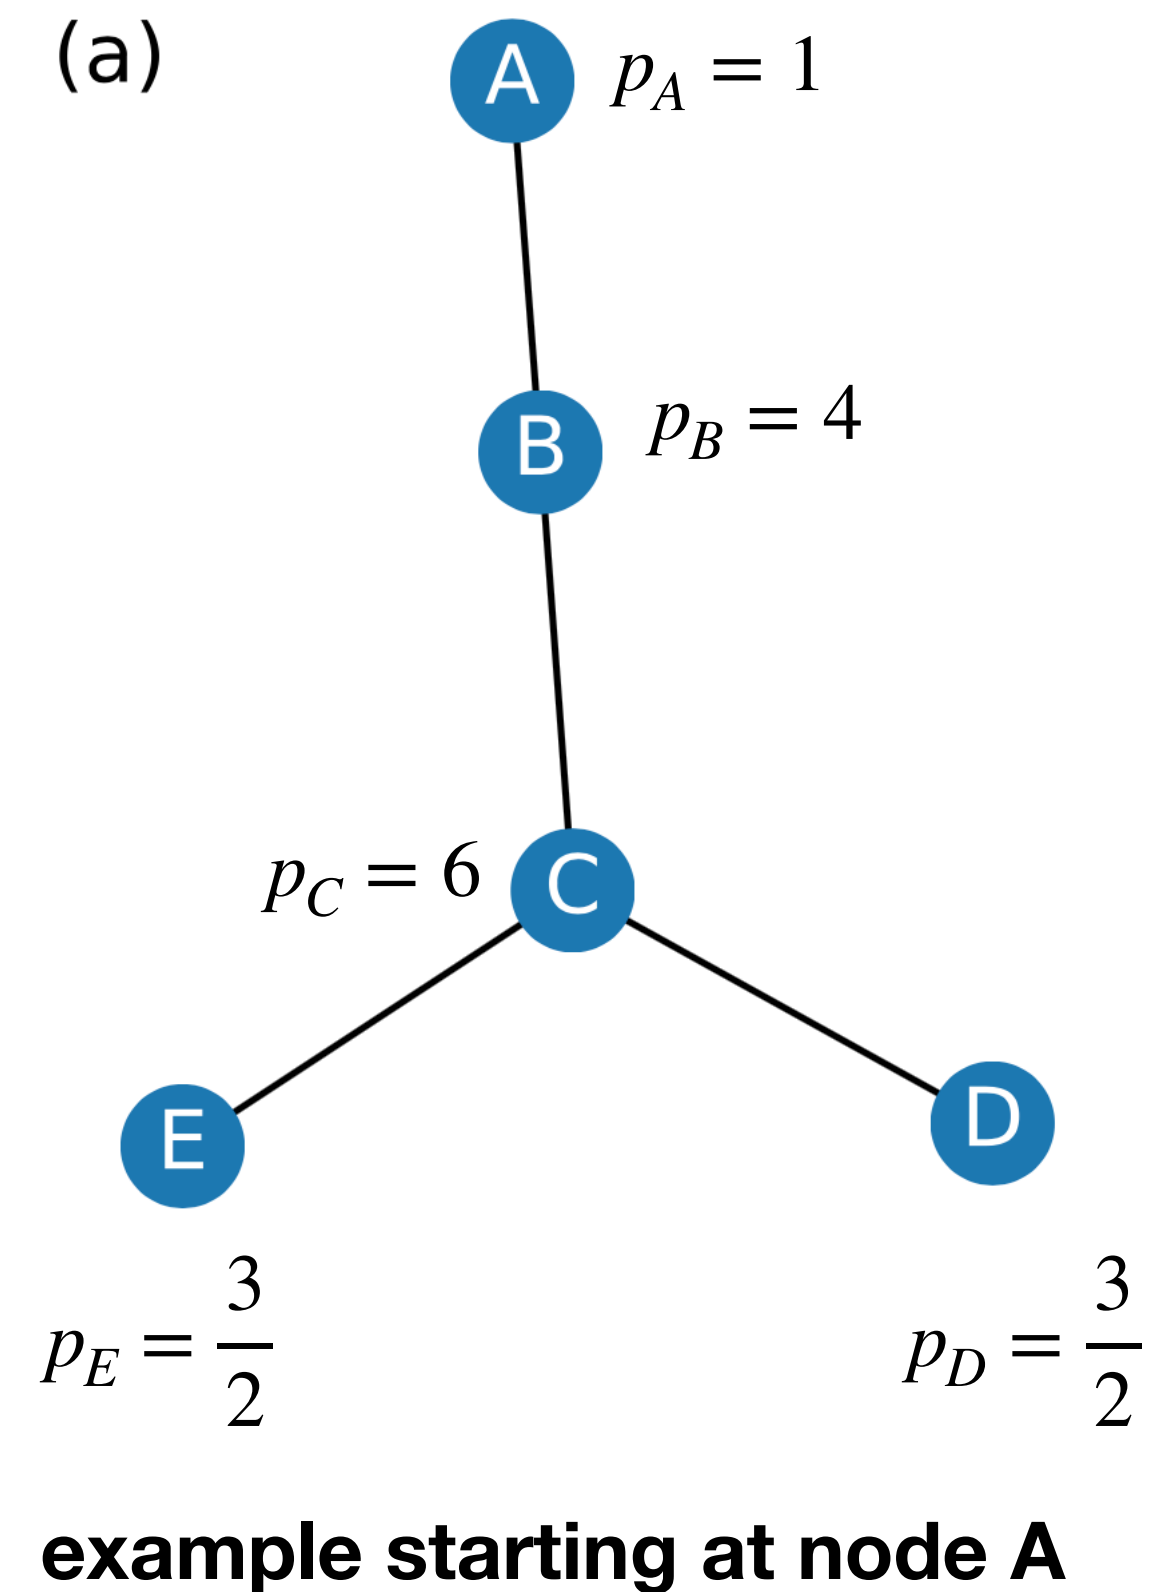 (a)
A
p_A = 1
B
p_B = 4
p_C = 6
C
E
D
p_E = 3/2
p_D = 3/2
example starting at node A